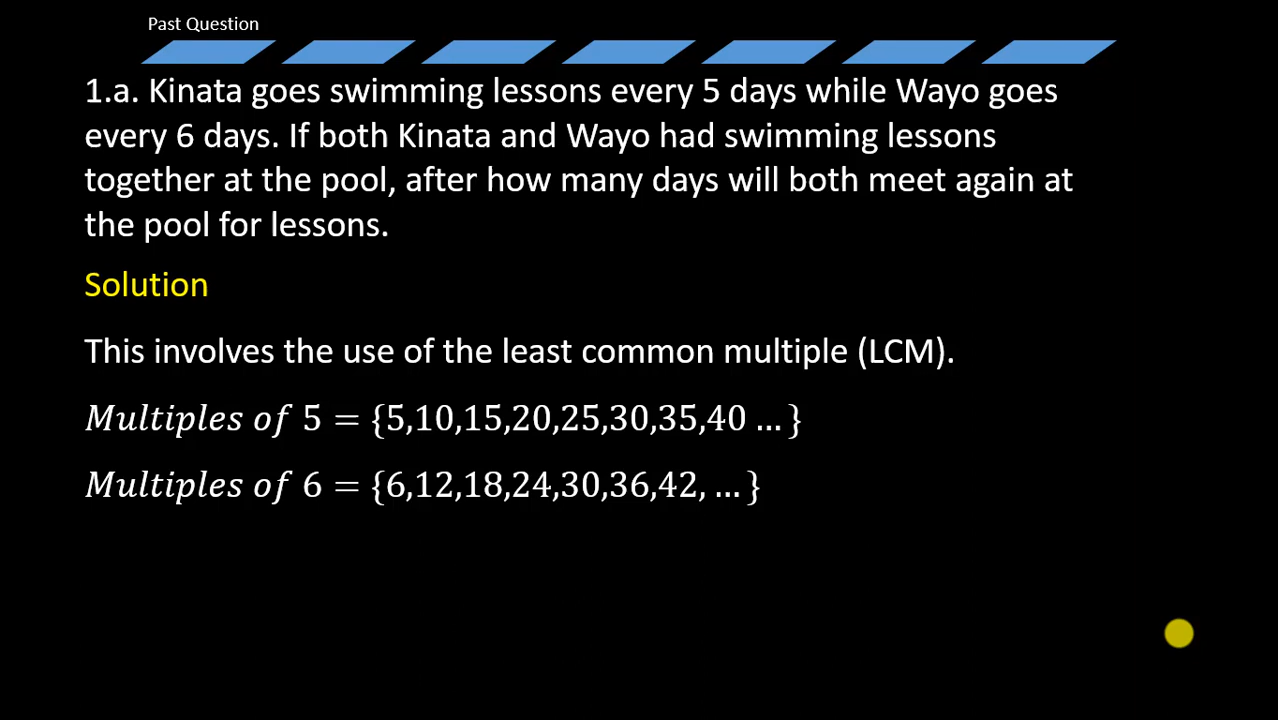 Past Question
1.a. Kinata goes swimming lessons every 5 days while Wayo goes
every 6 days. If both Kinata and Wayo had swimming lessons
together at the pool, after how many days will both meet again at
the pool for lessons.
Solution
This involves the use of the least common multiple (LCM).
Multiples of 5 = {5,10,15,20,25,30,35,40 … }
Multiples of 6 = {6,12,18,24,30,36,42, … }